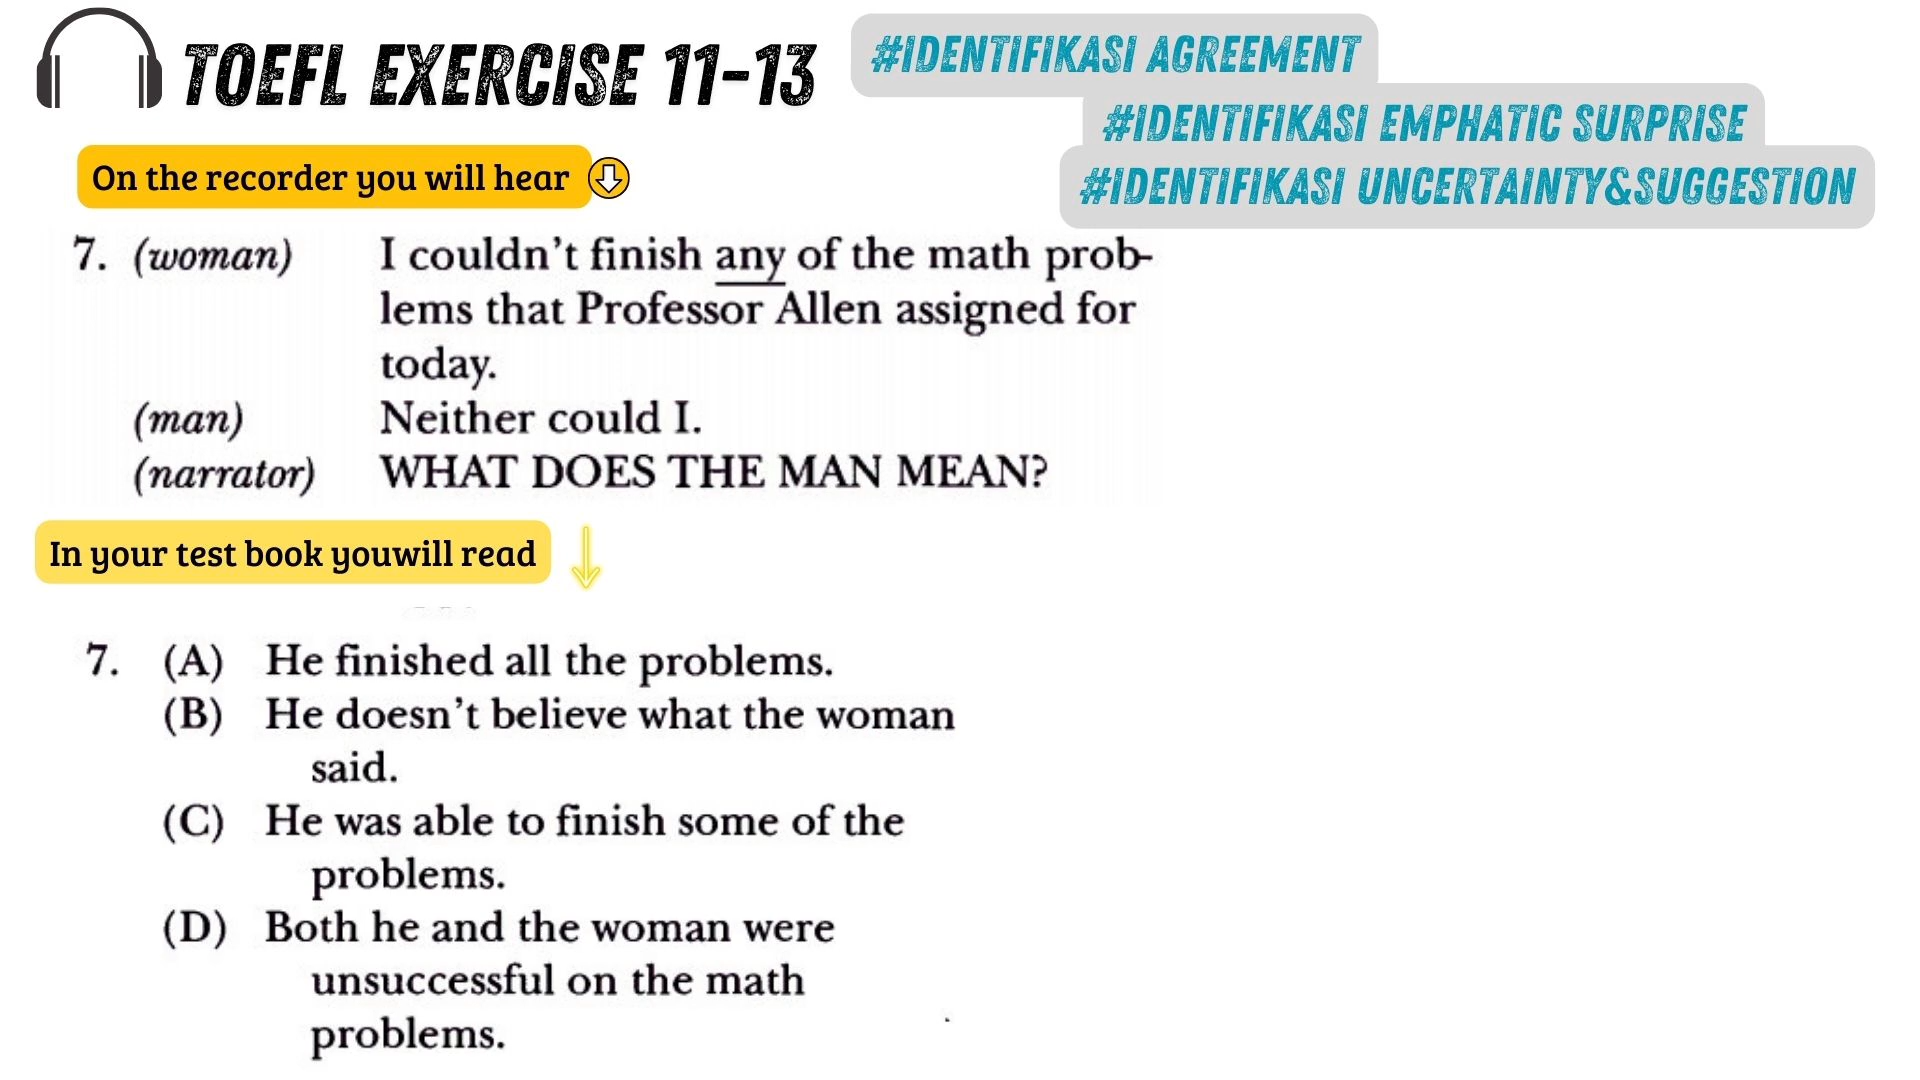 TOEFL EXERCISE 11-13
#IDENTIFIKASI AGREEMENT
#IDENTIFIKASI EMPHATIC SURPRISE
#IDENTIFIKASI UNCERTAINTY&SUGGESTION
On the recorder you will hear
7. (woman) I couldn't finish any of the math prob-
lems that Professor Allen assigned for
today.
(man) Neither could I.
(narrator) WHAT DOES THE MAN MEAN?
In your test book youwill read
7. (A) He finished all the problems.
(B) He doesn't believe what the woman
said.
(C) He was able to finish some of the
problems.
(D) Both he and the woman were
unsuccessful on the math
problems.